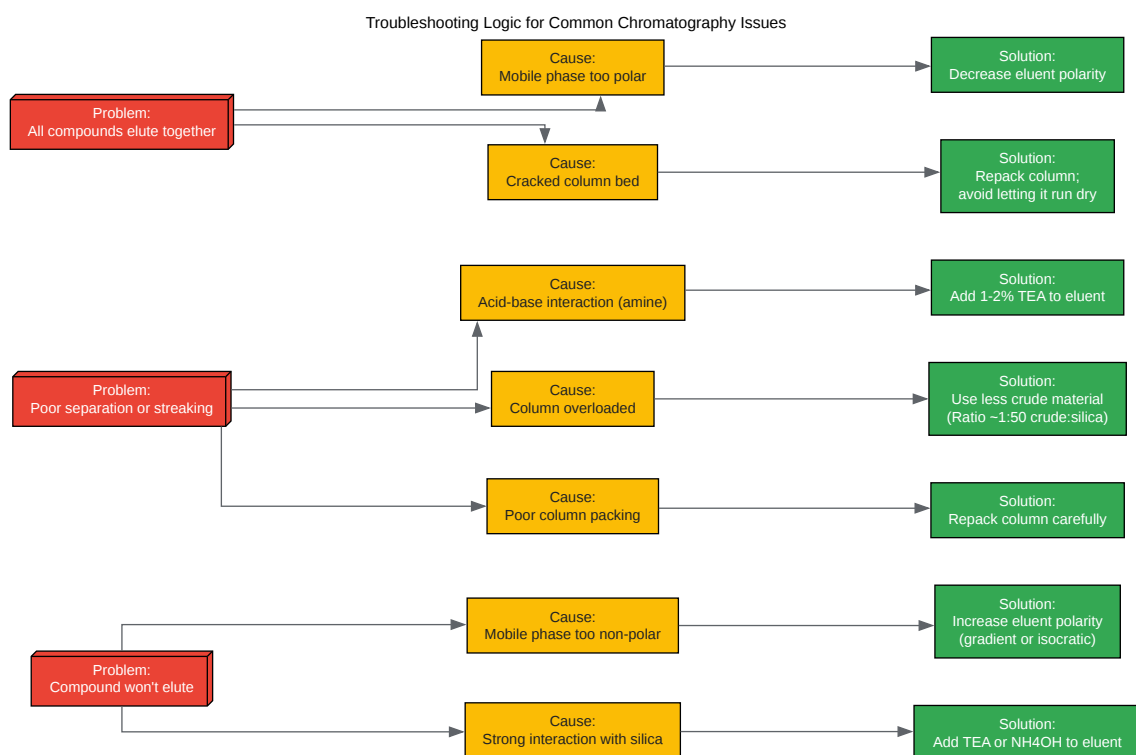 Troubleshooting Logic for Common Chromatography Issues
Problem:
All compounds elute together
Cause:
Mobile phase too polar
Solution:
Decrease eluent polarity
Cause:
Cracked column bed
Solution:
Repack column;
avoid letting it run dry
Problem:
Poor separation or streaking
Cause:
Acid-base interaction (amine)
Solution:
Add 1-2% TEA to eluent
Cause:
Column overloaded
Solution:
Use less crude material
(Ratio ~1:50 crude:silica)
Cause:
Poor column packing
Solution:
Repack column carefully
Problem:
Compound won't elute
Cause:
Mobile phase too non-polar
Solution:
Increase eluent polarity
(gradient or isocratic)
Cause:
Strong interaction with silica
Solution:
Add TEA or NH4OH to eluent